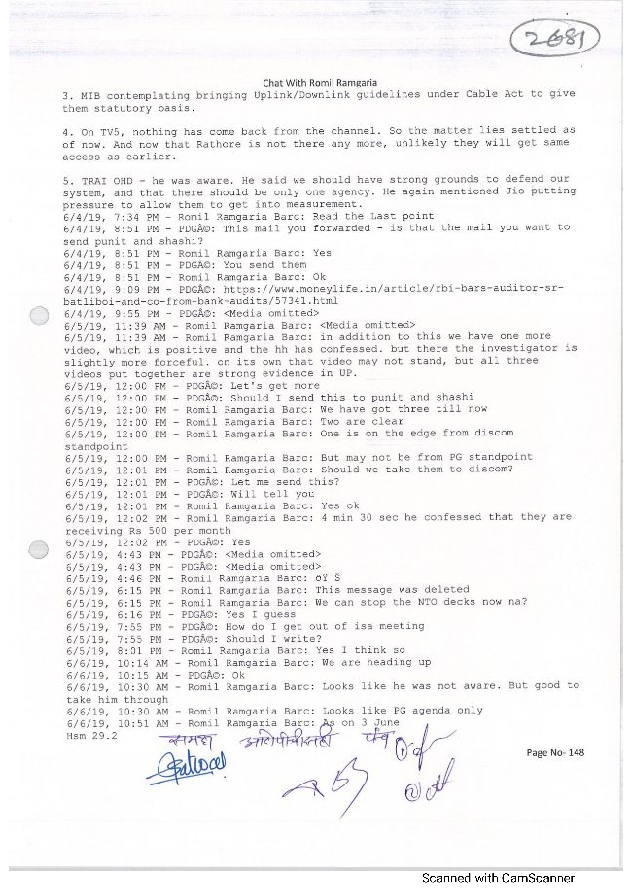 2681
Chat With Romil Ramgaria
3. MIB contemplating bringing Uplink/Downlink guidelines under Cable Act to give
them statutory basis.
4. On TV5, nothing has come back from the channel. So the matter lies settled as
of now. And now that Rathore is not there any more, unlikely they will get same
access as earlier.
5. TRAI OHD – he was aware. He said we should have strong grounds to defend our
system, and that there should be only one agency. He again mentioned Jio putting
pressure to allow them to get into measurement.
6/4/19, 7:34 PM - Romil Ramgaria Barc: Read the Last point
6/4/19, 8:51 PM - PDGÂ©: This mail you forwarded – is that the mail you want to
send punit and shashi?
6/4/19, 8:51 PM - Romil Ramgaria Barc: Yes
6/4/19, 8:51 PM - PDGÂ©: You send them
6/4/19, 8:51 PM - Romil Ramgaria Barc: Ok
6/4/19, 9:09 PM - PDGÂ©: https://www.moneylife.in/article/rbi-bars-auditor-sr-
batliboi-and-co-from-bank-audits/57341.html
6/4/19, 9:55 PM - PDGÂ©: <Media omitted>
6/5/19, 11:39 AM - Romil Ramgaria Barc: <Media omitted>
6/5/19, 11:39 AM - Romil Ramgaria Barc: in addition to this we have one more
video, which is positive and the hh has confessed. but there the investigator is
slightly more forceful. on its own that video may not stand, but all three
videos put together are strong evidence in UP.
6/5/19, 12:00 PM - PDGÂ©: Let's get more
6/5/19, 12:00 PM - PDGÂ©: Should I send this to punit and shashi
6/5/19, 12:00 PM - Romil Ramgaria Barc: We have got three till now
6/5/19, 12:00 PM - Romil Ramgaria Barc: Two are clear
6/5/19, 12:00 PM - Romil Ramgaria Barc: One is on the edge from discom
standpoint
6/5/19, 12:00 PM - Romil Ramgaria Barc: But may not be from PG standpoint
6/5/19, 12:01 PM - Romil Ramgaria Barc: Should we take them to discom?
6/5/19, 12:01 PM - PDGÂ©: Let me send this?
6/5/19, 12:01 PM - PDGÂ©: Will tell you
6/5/19, 12:01 PM - Romil Ramgaria Barc: Yes ok
6/5/19, 12:02 PM - Romil Ramgaria Barc: 4 min 30 sec he confessed that they are
receiving Rs 500 per month
6/5/19, 12:02 PM - PDGÂ©: Yes
6/5/19, 4:43 PM - PDGÂ©: <Media omitted>
6/5/19, 4:43 PM - PDGÂ©: <Media omitted>
6/5/19, 4:46 PM - Romil Ramgaria Barc: ðŸ Š
6/5/19, 6:15 PM - Romil Ramgaria Barc: This message was deleted
6/5/19, 6:15 PM - Romil Ramgaria Barc: We can stop the NTO decks now na?
6/5/19, 6:16 PM - PDGÂ©: Yes I guess
6/5/19, 7:55 PM - PDGÂ©: How do I get out of isa meeting
6/5/19, 7:55 PM - PDGÂ©: Should I write?
6/5/19, 8:01 PM - Romil Ramgaria Barc: Yes I think so
6/6/19, 10:14 AM - Romil Ramgaria Barc: We are heading up
6/6/19, 10:15 AM - PDGÂ©: Ok
6/6/19, 10:30 AM - Romil Ramgaria Barc: Looks like he was not aware. But good to
take him through
6/6/19, 10:30 AM - Romil Ramgaria Barc: Looks like PG agenda only
6/6/19, 10:51 AM - Romil Ramgaria Barc: As on 3 June
Hsm 29.2
समक्ष पंच
Page No- 148
Scanned with CamScanner